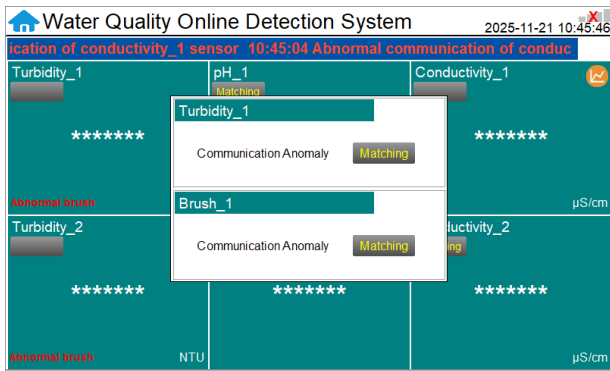 Water Quality Online Detection System
2025-11-21 10:45:46
ication of conductivity_1 sensor 10:45:04 Abnormal communication of conduc
Turbidity_1
pH_1
Conductivity_1
Matching
*******
*******
Abnormal brush
µS/cm
Turbidity_1
Communication Anomaly
Matching
Brush_1
Communication Anomaly
Matching
Turbidity_2
ductivity_2
ing
*******
*******
*******
Abnormal brush
NTU
µS/cm